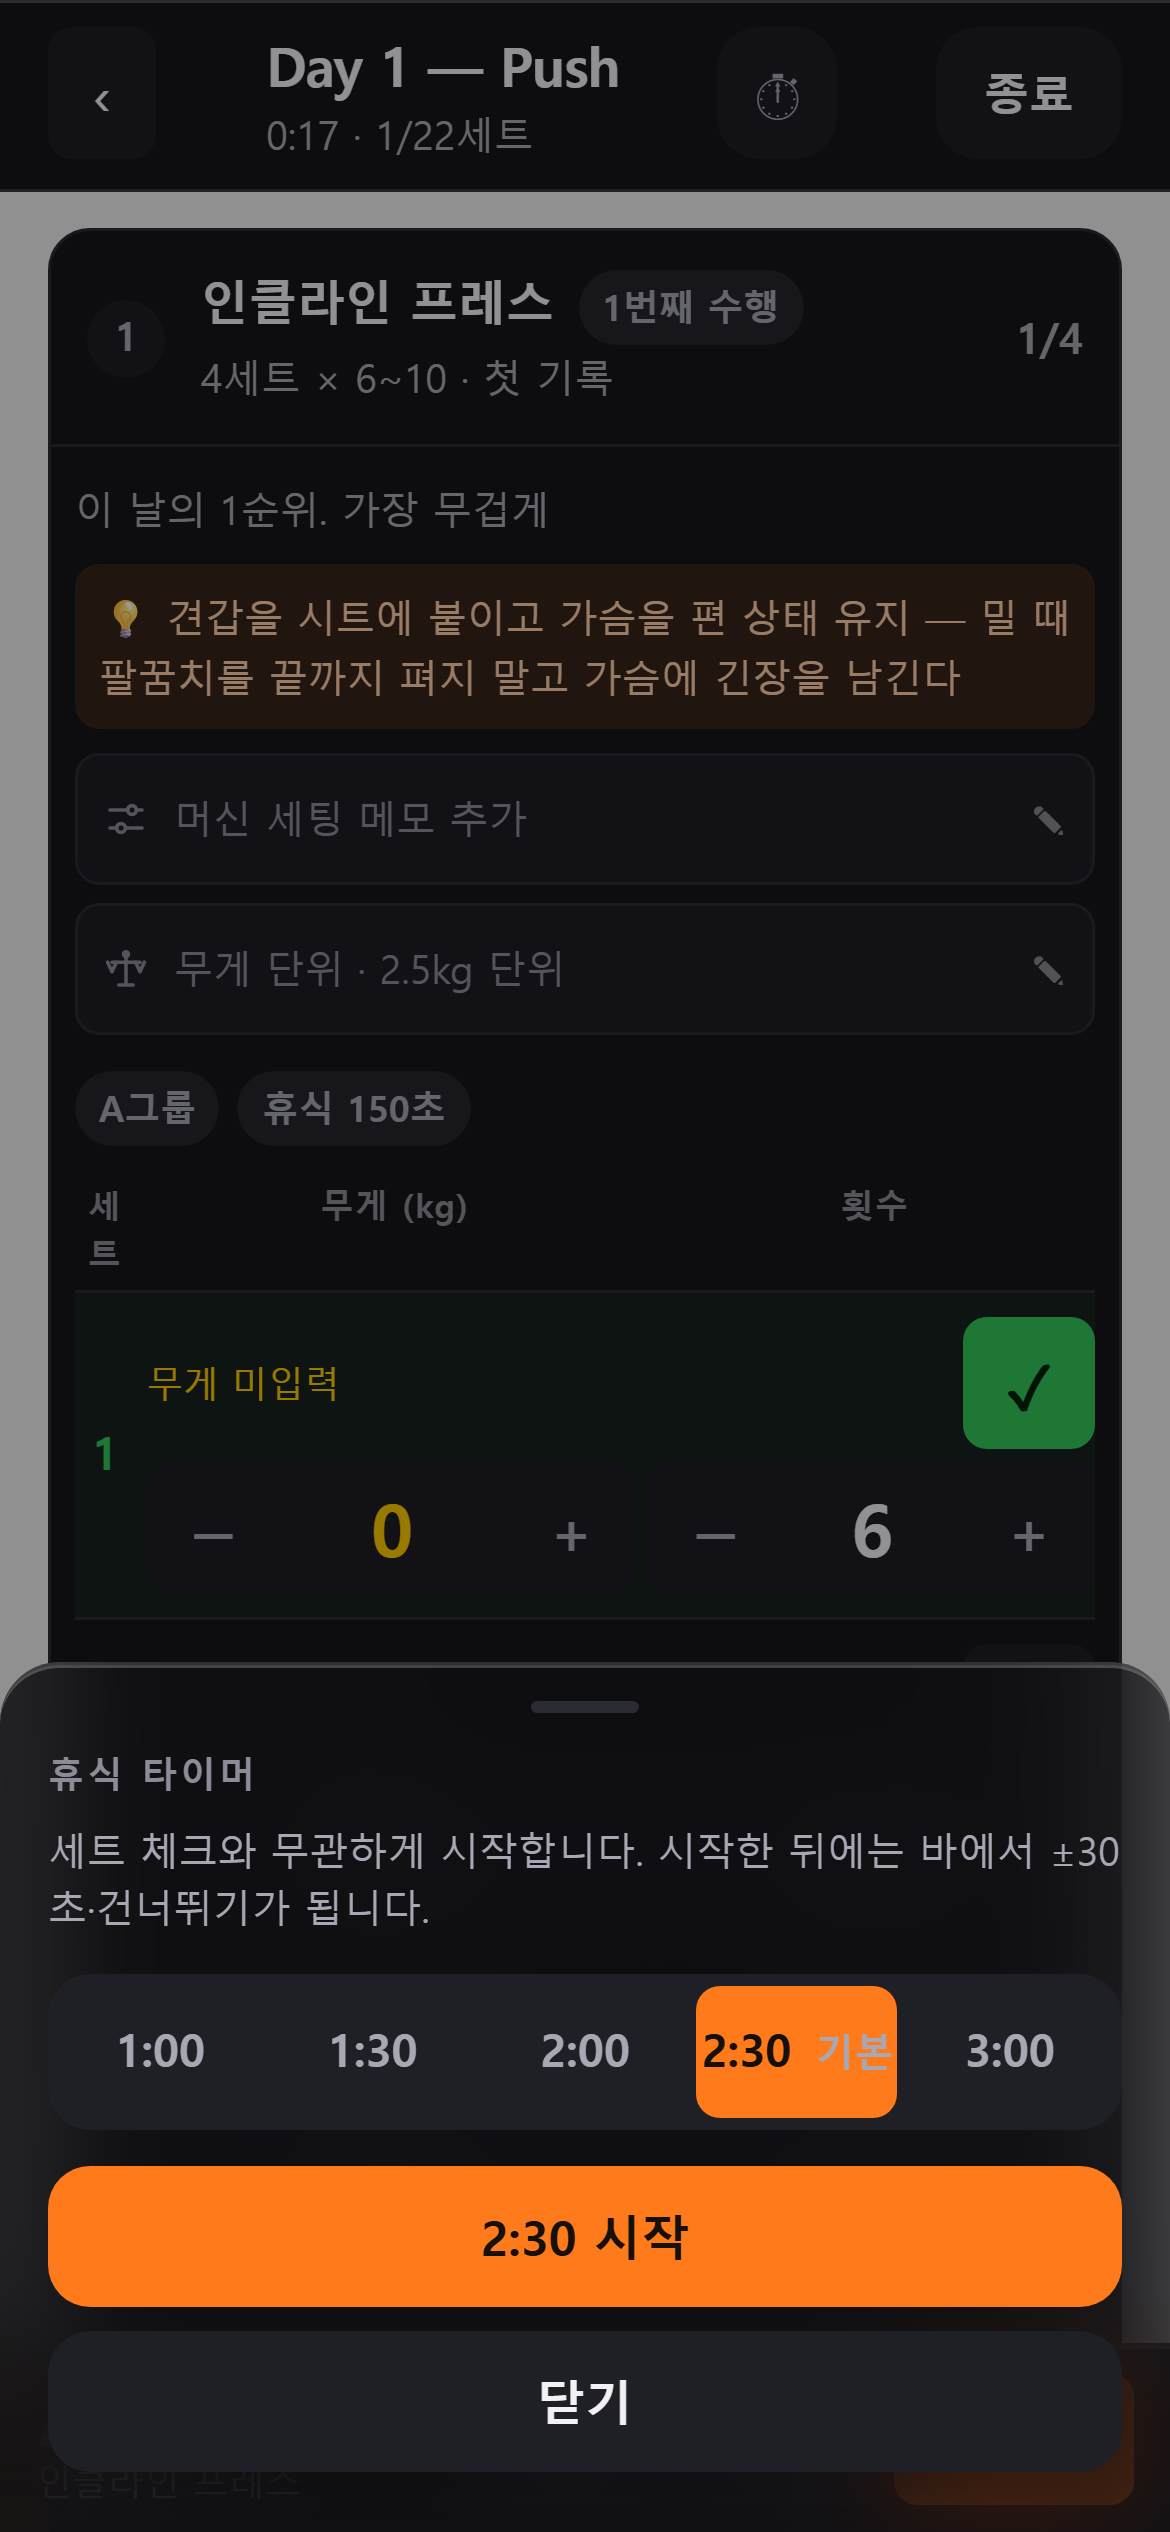 ‹
Day 1 — Push
0:17 · 1/22세트
종료
1
인클라인 프레스
1번째 수행
4세트 × 6~10 · 첫 기록
1/4
이 날의 1순위. 가장 무겁게
💡 견갑을 시트에 붙이고 가슴을 편 상태 유지 — 밀 때
팔꿈치를 끝까지 펴지 말고 가슴에 긴장을 남긴다
머신 세팅 메모 추가
무게 단위 · 2.5kg 단위
A그룹
휴식 150초
세
트
무게 (kg)
횟수
무게 미입력
✓
1
− 0 +
− 6 +
휴식 타이머
세트 체크와 무관하게 시작합니다. 시작한 뒤에는 바에서 ±30
초·건너뛰기가 됩니다.
1:00
1:30
2:00
2:30 기본
3:00
2:30 시작
닫기
인클라인 프레스